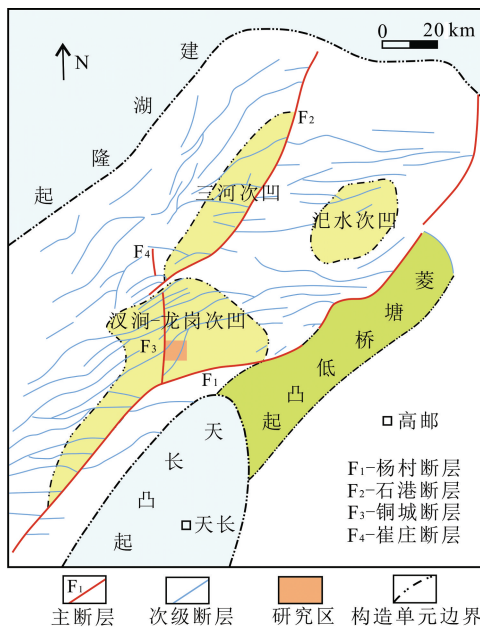 0 20 km
N
建湖隆起
F₂
三河次凹
氾水次凹
F₄
汊涧-龙岗次凹
F₃
F₁
菱塘桥低凸起
天长凸起
高邮
天长
F₁-杨村断层
F₂-石港断层
F₃-铜城断层
F₄-崔庄断层
F₁
主断层
次级断层
研究区
构造单元边界